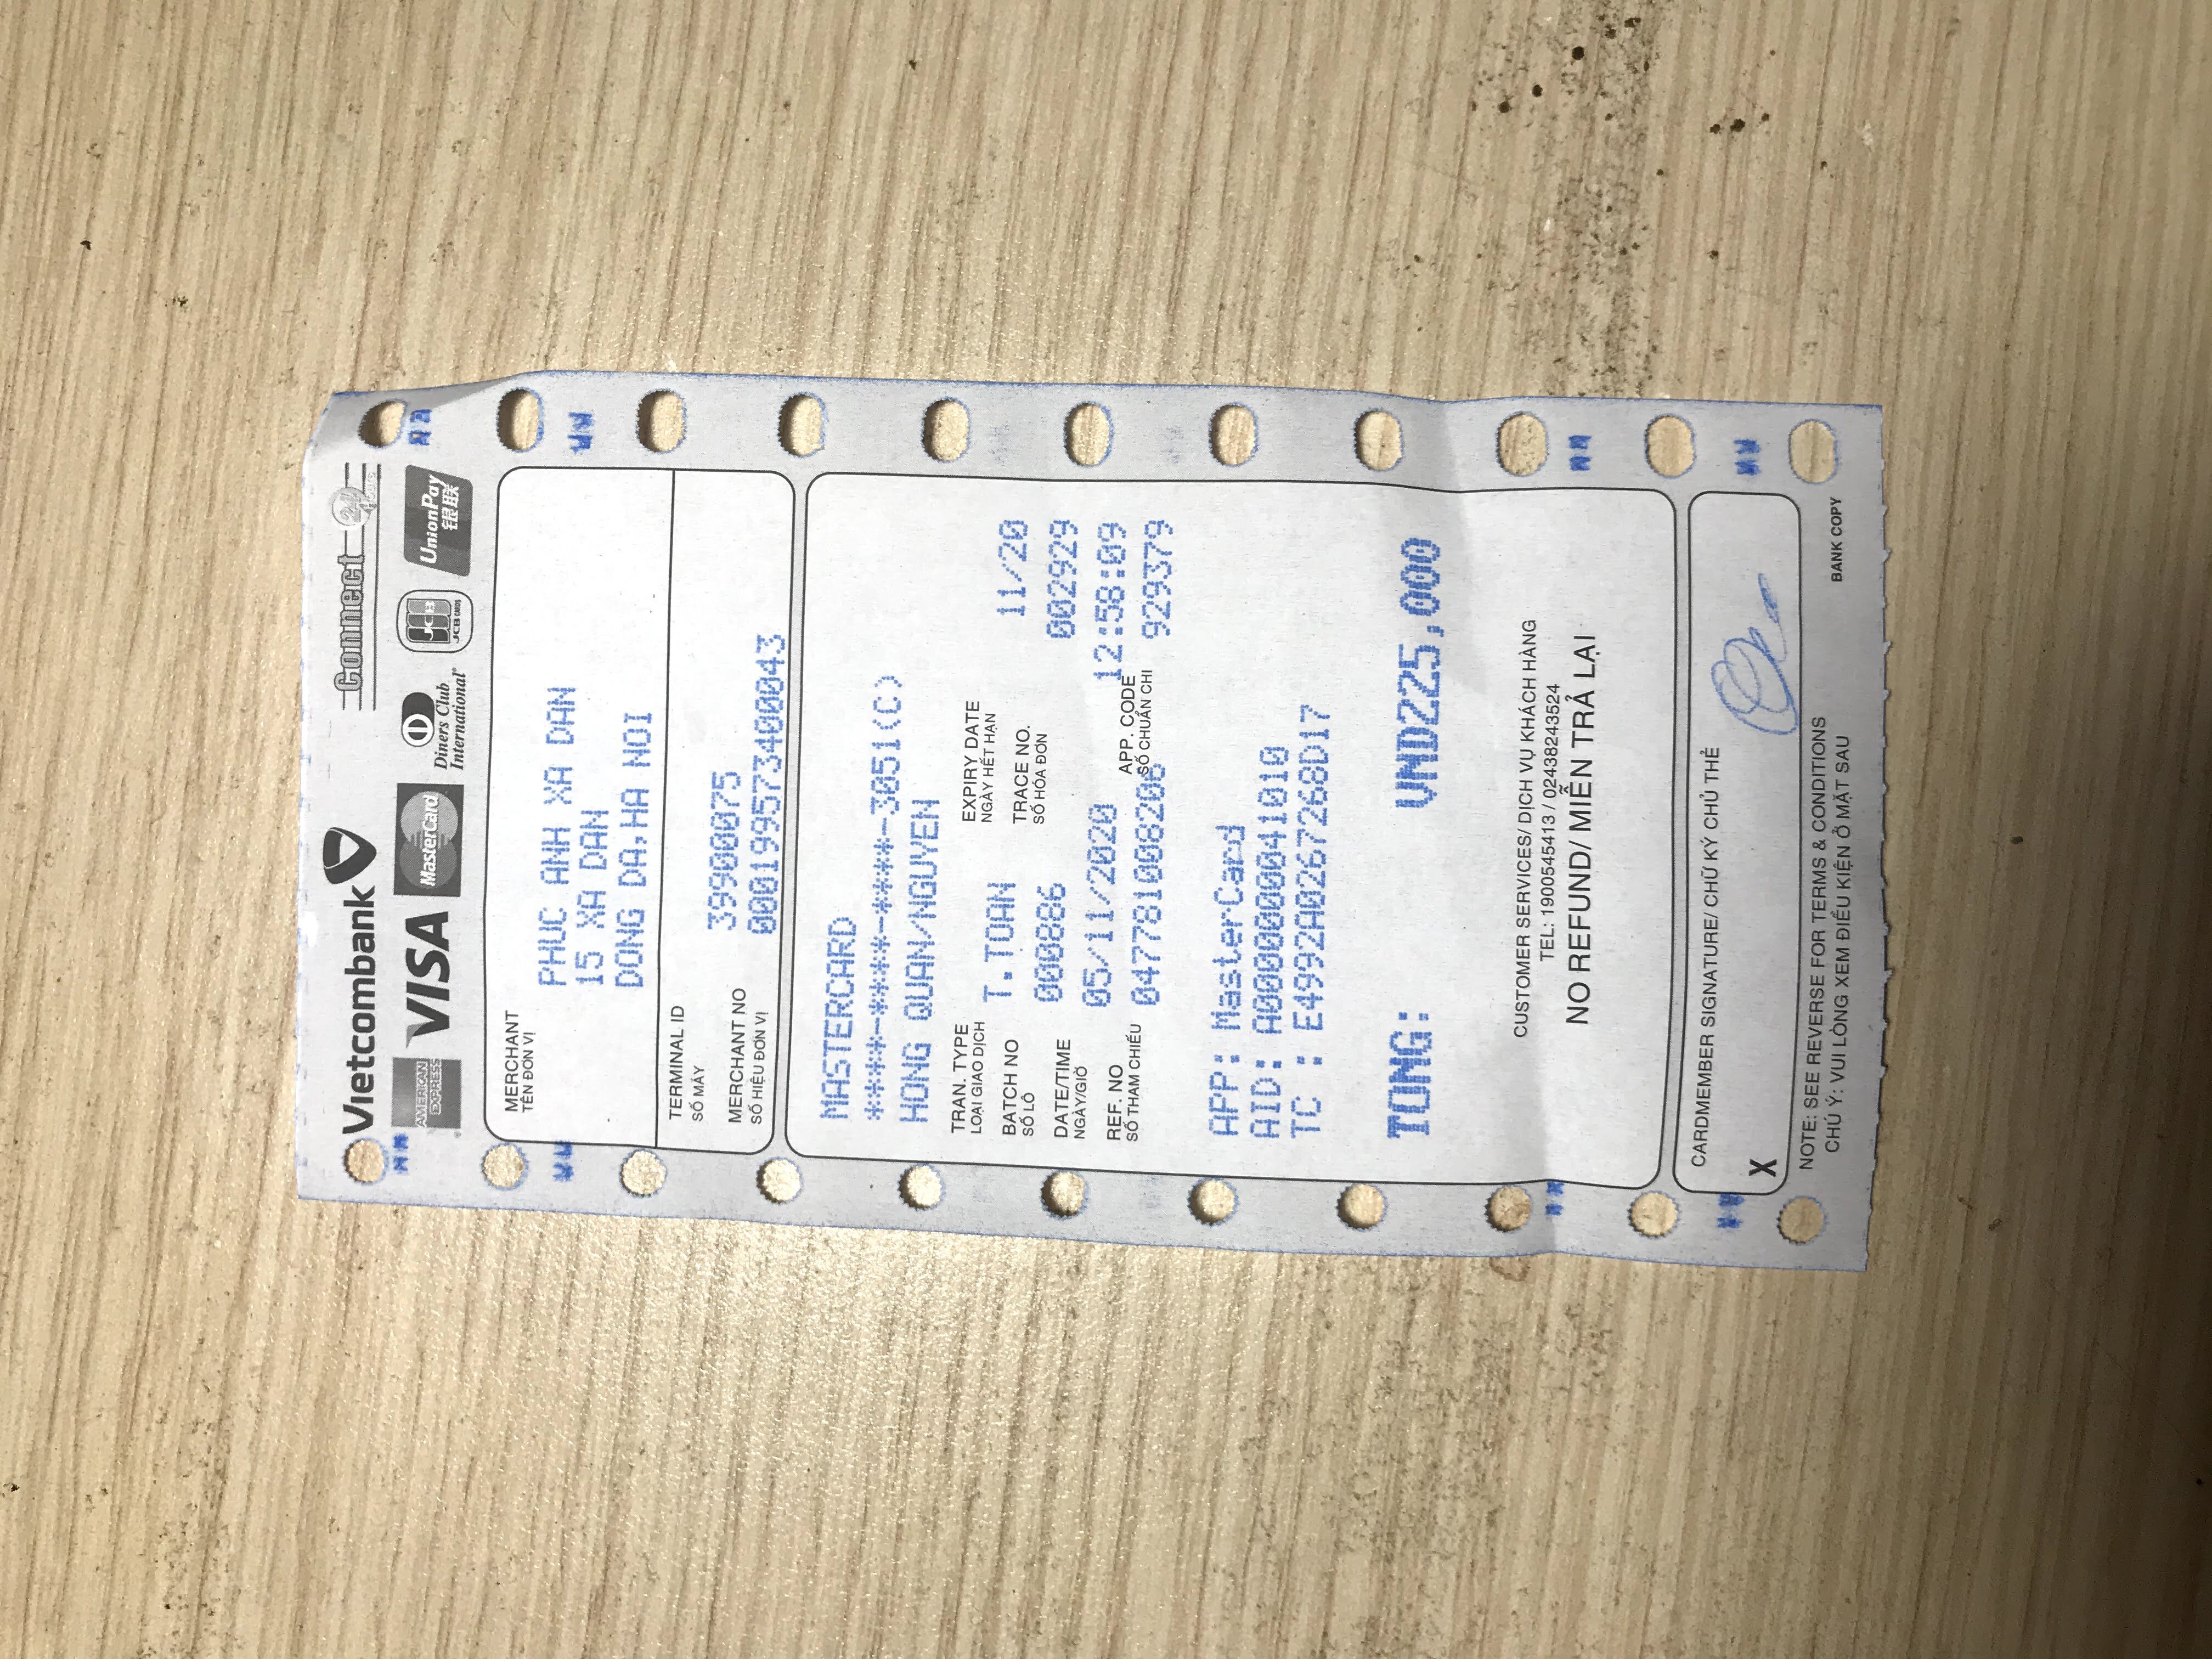 Vietcombank Connect 24 Hours
AMERICAN EXPRESS VISA MasterCard Diners Club International® JCB JCB CARDS UnionPay 银联
MERCHANT
TÊN ĐƠN VỊ
PHUC ANH XA DAN
15 XA DAN
DONG DA,HA NOI
TERMINAL ID
SỐ MÁY
39900075
MERCHANT NO
SỐ HIỆU ĐƠN VỊ
000199573400043
MASTERCARD
****-****-****-3051(C)
HONG QUAN/NGUYEN
TRAN. TYPE
LOẠI GIAO DỊCH
T.TOAN
EXPIRY DATE
NGÀY HẾT HẠN
11/20
BATCH NO
SỐ LÔ
000886
TRACE NO.
SỐ HÓA ĐƠN
002929
DATE/TIME
NGÀY/GIỜ
05/11/2020 12:58:09
REF. NO
SỐ THAM CHIẾU
047781008206
APP. CODE
SỐ CHUẨN CHI
929379
APP: MasterCard
AID: A0000000041010
TC : E4992A0267268D17
TONG: VND225,000
CUSTOMER SERVICES/ DỊCH VỤ KHÁCH HÀNG
TEL: 1900545413 / 02438243524
NO REFUND/ MIỄN TRẢ LẠI
CARDMEMBER SIGNATURE/ CHỮ KÝ CHỦ THẺ
X
NOTE: SEE REVERSE FOR TERMS & CONDITIONS
CHÚ Ý: VUI LÒNG XEM ĐIỀU KIỆN Ở MẶT SAU
BANK COPY